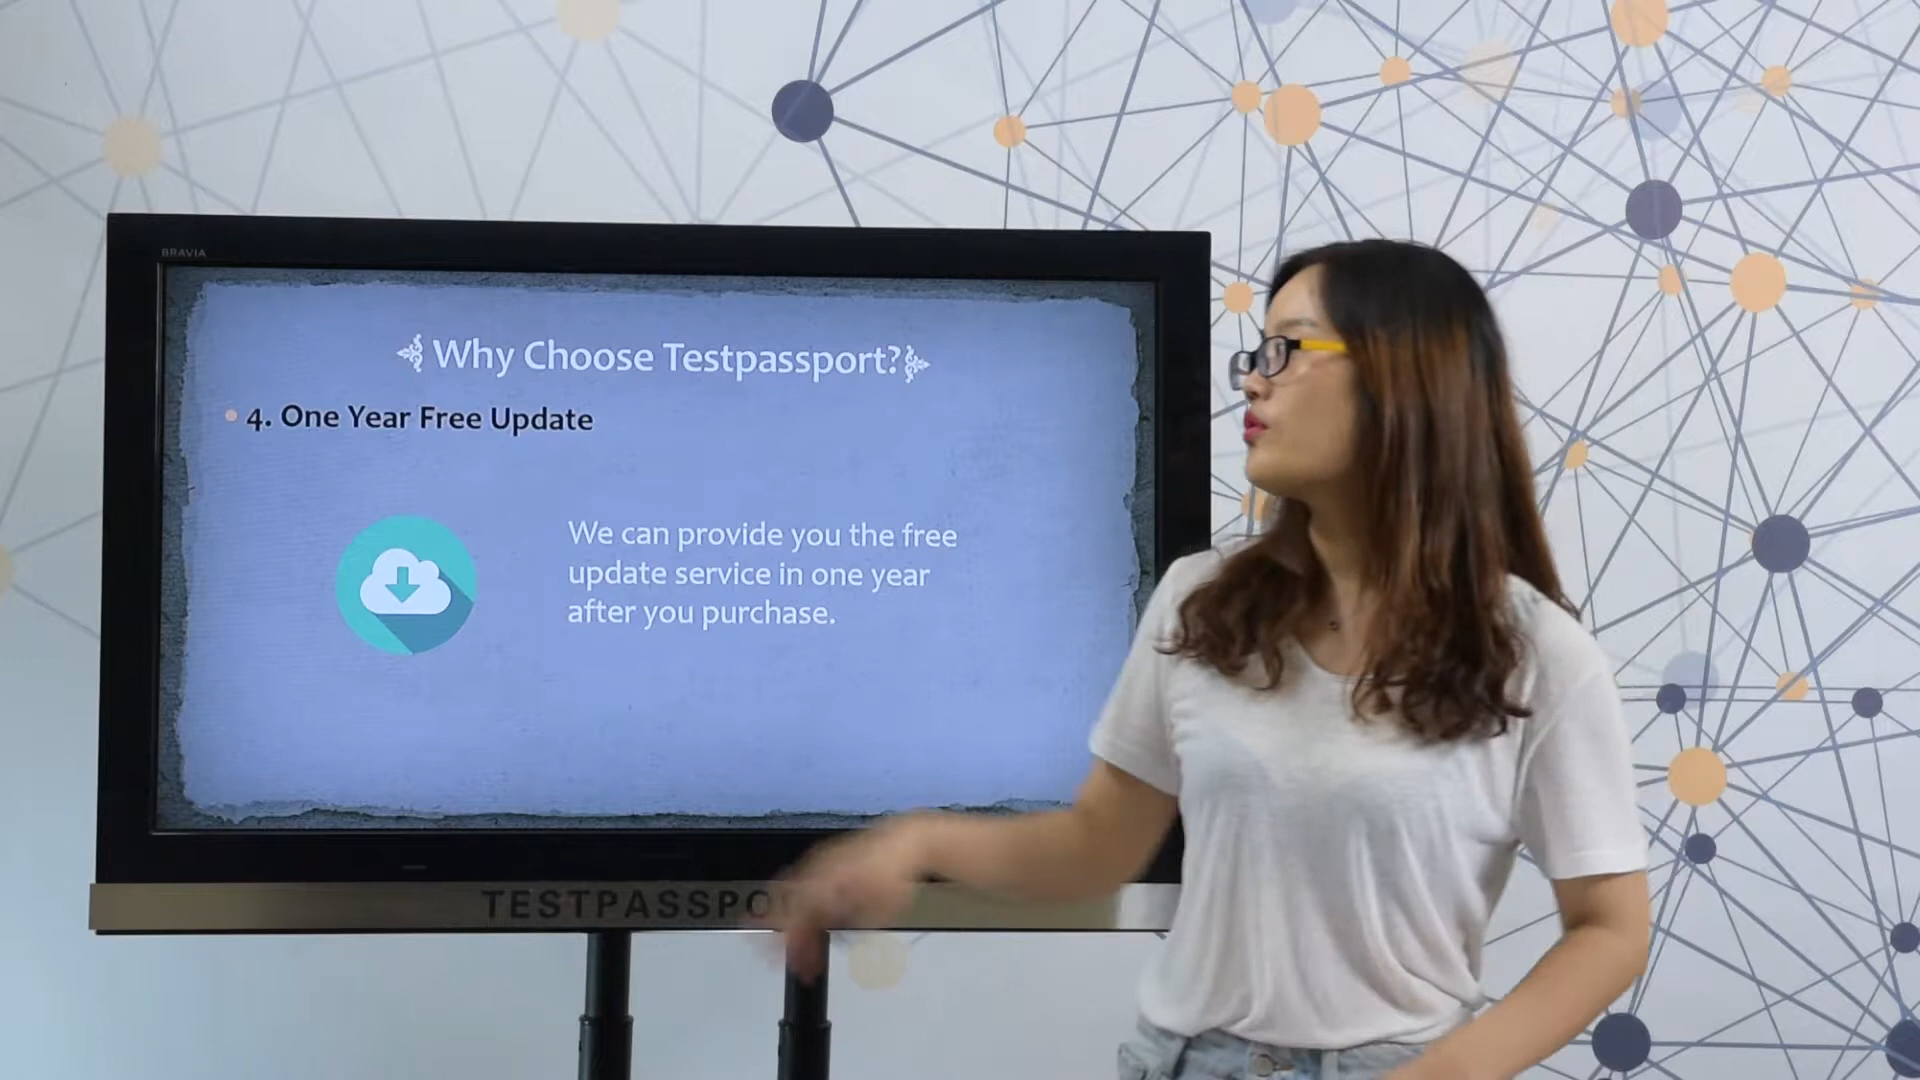 BRAVIA
Why Choose Testpassport?
4. One Year Free Update
We can provide you the free
update service in one year
after you purchase.
TESTPASSPO